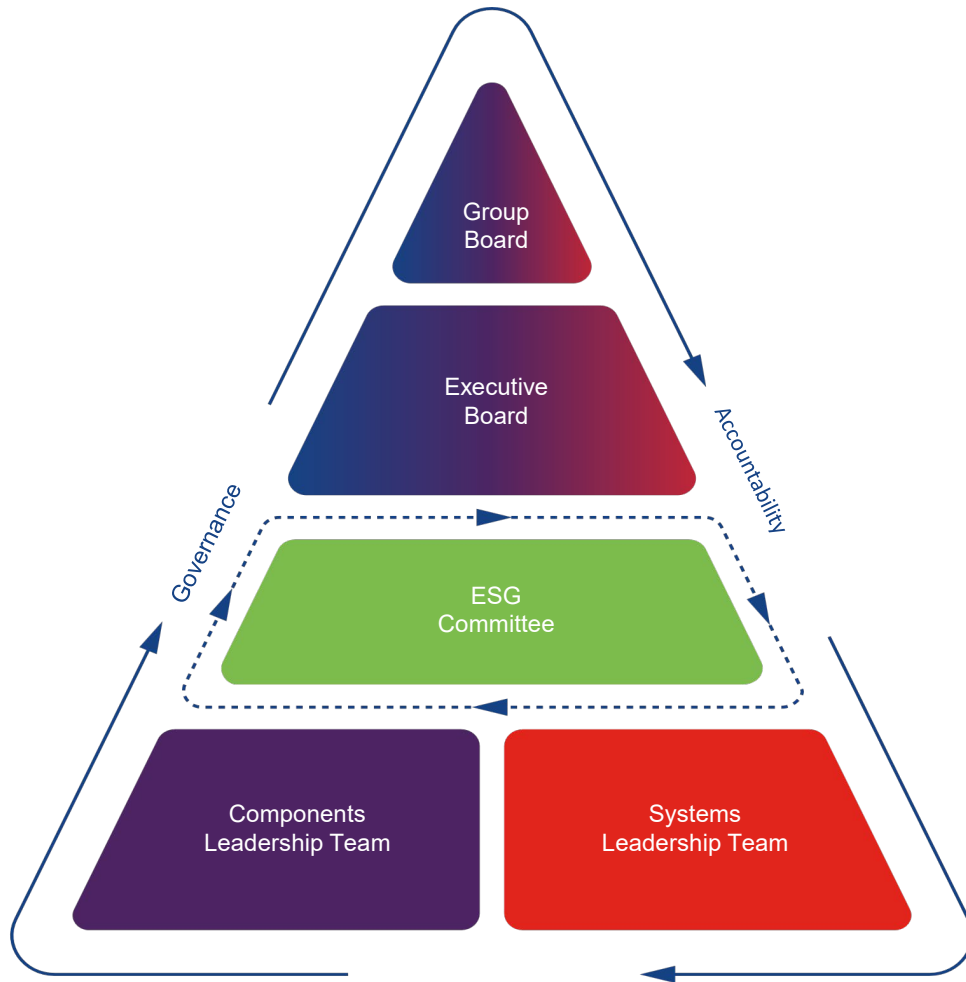 Group
Board
Executive
Board
Accountability
Governance
ESG
Committee
Components
Leadership Team
Systems
Leadership Team